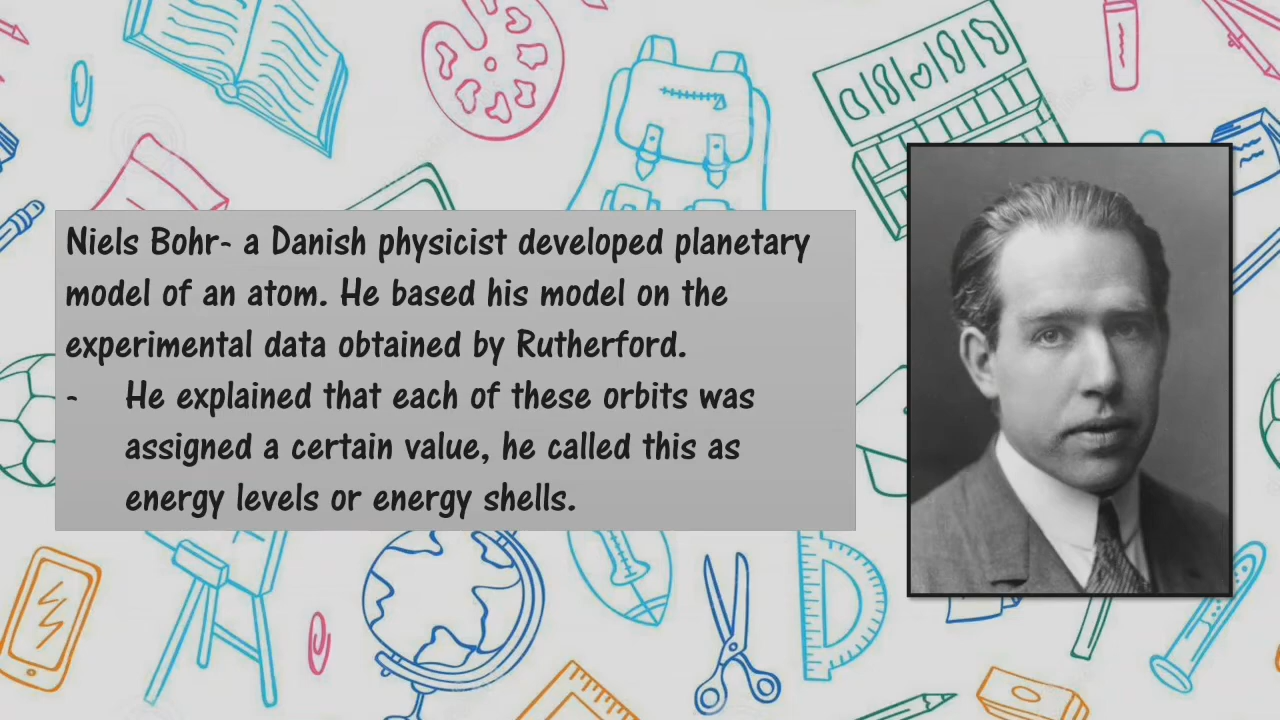 Niels Bohr- a Danish physicist developed planetary
model of an atom. He based his model on the
experimental data obtained by Rutherford.
- He explained that each of these orbits was
assigned a certain value, he called this as
energy levels or energy shells.